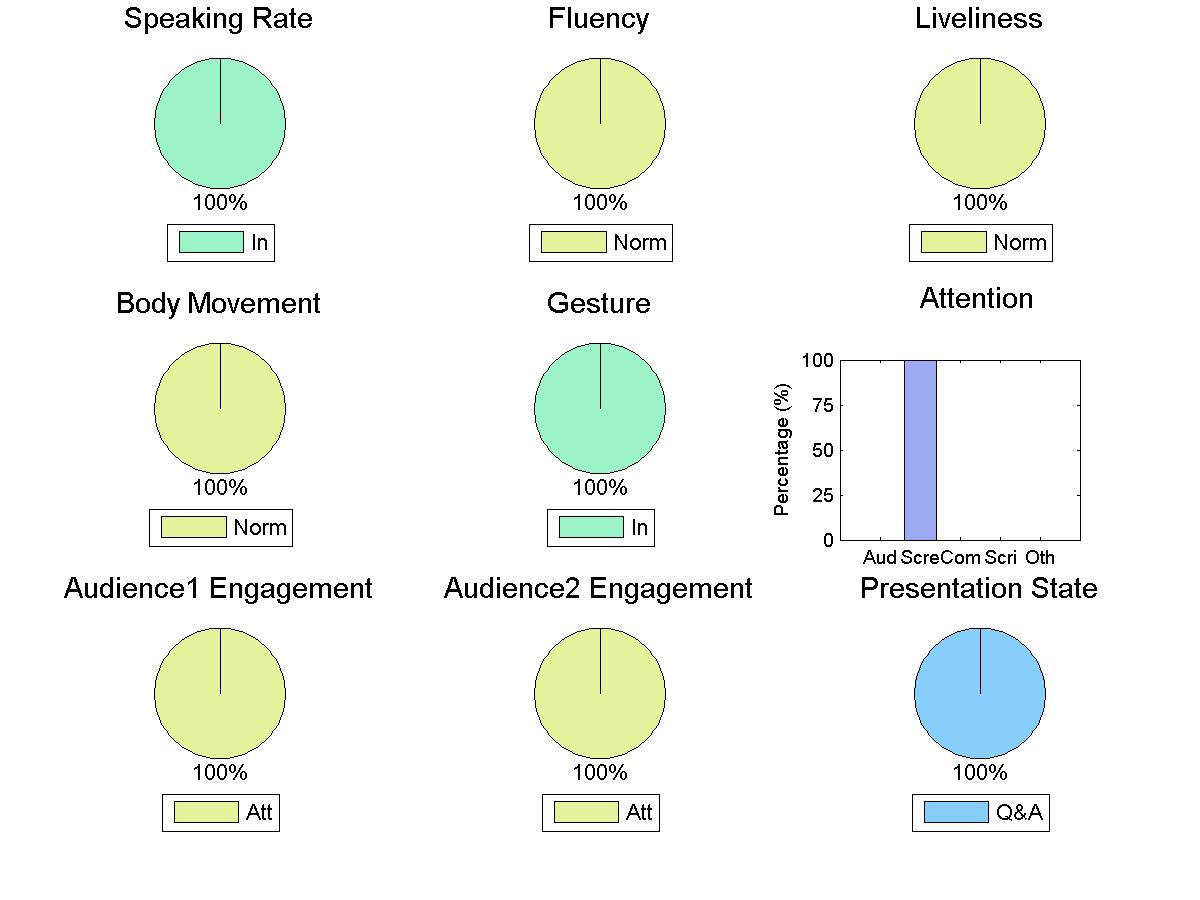 Speaking Rate
Fluency
Liveliness
100%
100%
100%
In
Norm
Norm
Body Movement
Gesture
Attention
100%
Norm
100%
In
Percentage (%)
100
75
50
25
0
Aud Scre Com Scri Oth
Audience1 Engagement
Audience2 Engagement
Presentation State
100%
100%
100%
Att
Att
Q&A